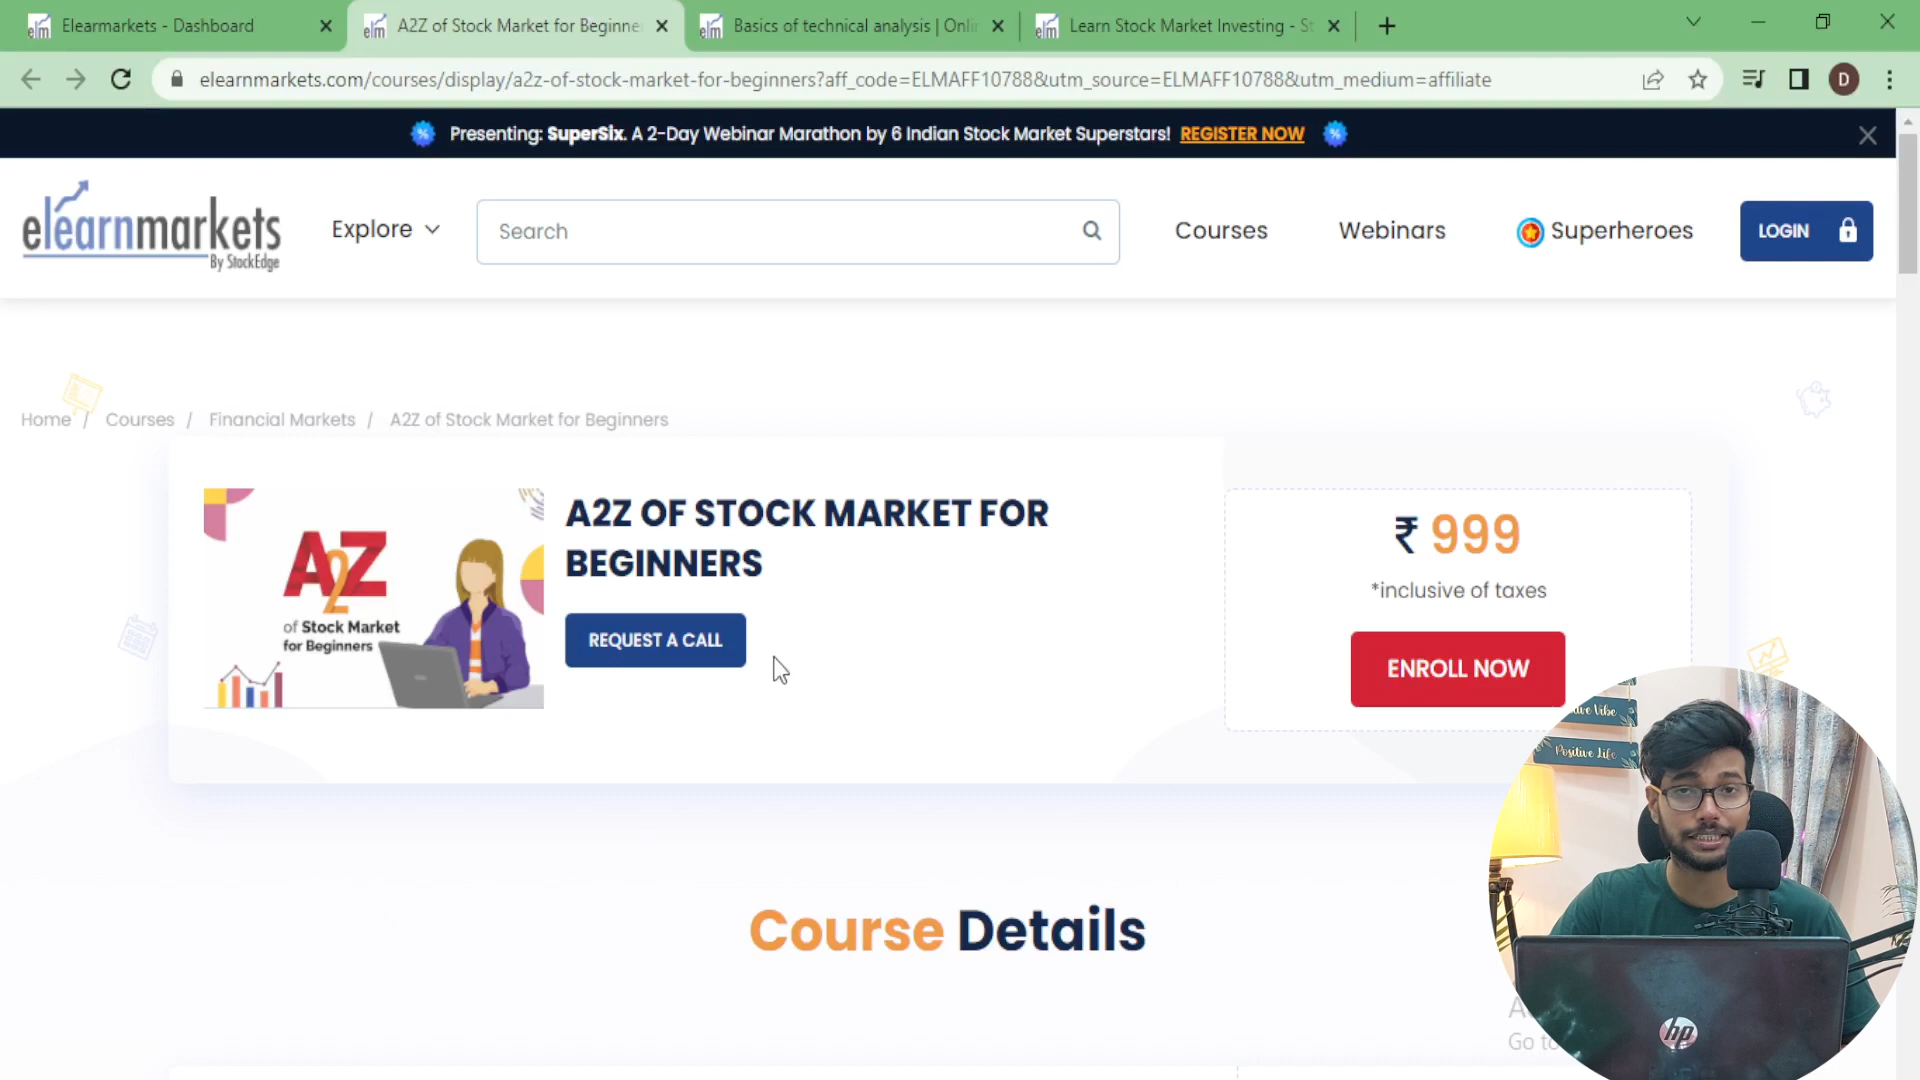 Elearmarkets - Dashboard
A2Z of Stock Market for Beginne
Basics of technical analysis | Onli
Learn Stock Market Investing - St
elearnmarkets.com/courses/display/a2z-of-stock-market-for-beginners?aff_code=ELMAFF10788&utm_source=ELMAFF10788&utm_medium=affiliate
D
Presenting: SuperSix. A 2-Day Webinar Marathon by 6 Indian Stock Market Superstars! REGISTER NOW
elearnmarkets
By StockEdge
Explore
Search
Courses
Webinars
Superheroes
LOGIN
Home / Courses / Financial Markets / A2Z of Stock Market for Beginners
A2Z
of Stock Market
for Beginners
A2Z OF STOCK MARKET FOR
BEGINNERS
REQUEST A CALL
₹ 999
*inclusive of taxes
ENROLL NOW
Positive Life
Course Details
Go to
hp